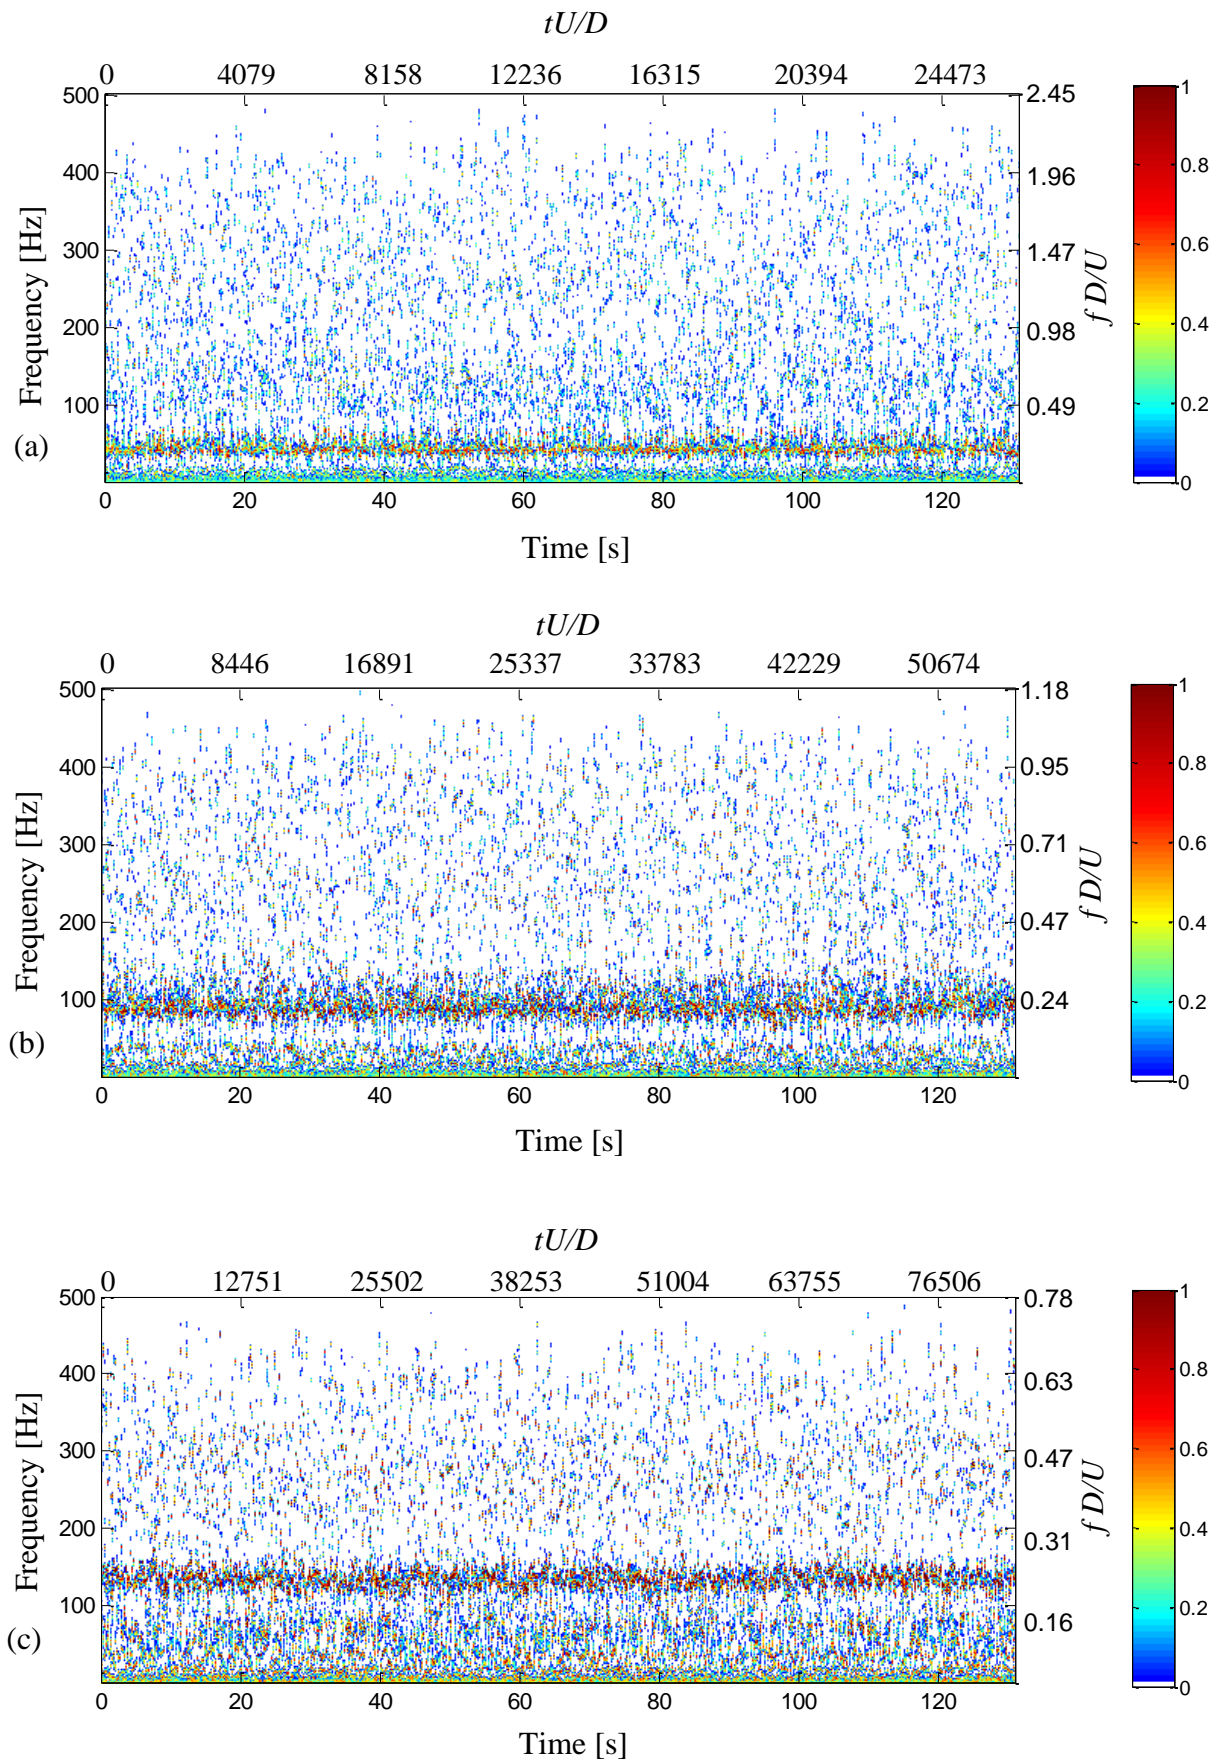 tU/D
0 4079 8158 12236 16315 20394 24473
500 2.45 1
400 1.96 0.8
300 1.47 0.6
200 0.98 0.4
100 0.49 0.2
0
Frequency [Hz]
f D/U
(a)
0 20 40 60 80 100 120
Time [s]
tU/D
0 8446 16891 25337 33783 42229 50674
500 1.18 1
400 0.95 0.8
300 0.71 0.6
200 0.47 0.4
100 0.24 0.2
0
Frequency [Hz]
f D/U
(b)
0 20 40 60 80 100 120
Time [s]
tU/D
0 12751 25502 38253 51004 63755 76506
500 0.78 1
400 0.63 0.8
300 0.47 0.6
200 0.31 0.4
100 0.16 0.2
0
Frequency [Hz]
f D/U
(c)
0 20 40 60 80 100 120
Time [s]